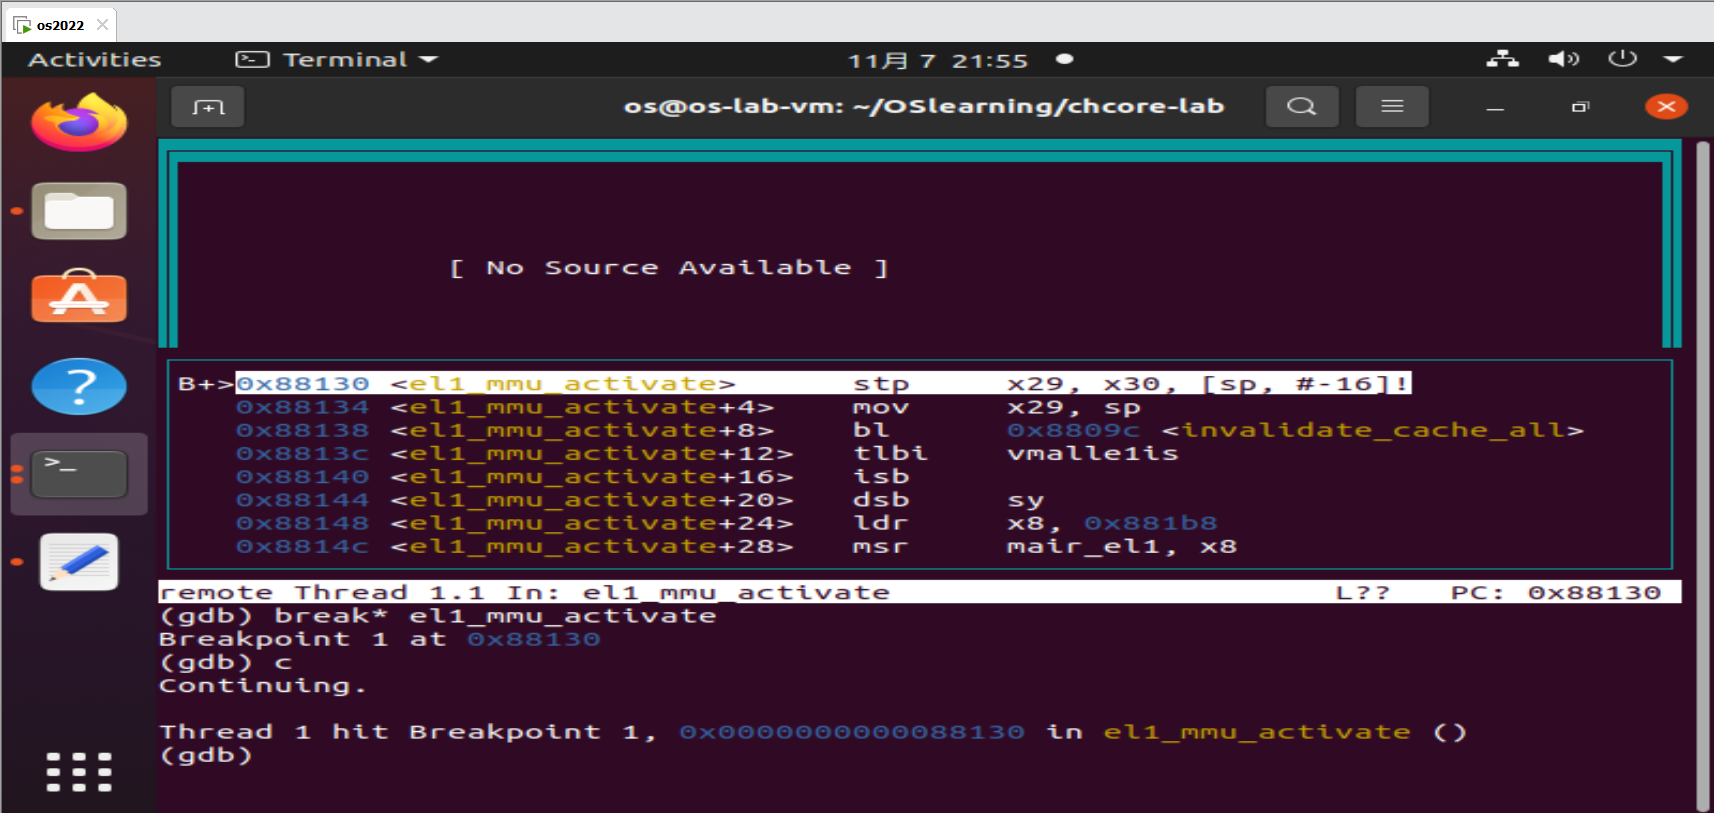 os2022
Activities
Terminal
11月 7 21:55
os@os-lab-vm: ~/OSlearning/chcore-lab
[ No Source Available ]
B+>0x88130 <el1_mmu_activate> stp x29, x30, [sp, #-16]!
0x88134 <el1_mmu_activate+4> mov x29, sp
0x88138 <el1_mmu_activate+8> bl 0x8809c <invalidate_cache_all>
0x8813c <el1_mmu_activate+12> tlbi vmalle1is
0x88140 <el1_mmu_activate+16> isb
0x88144 <el1_mmu_activate+20> dsb sy
0x88148 <el1_mmu_activate+24> ldr x8, 0x881b8
0x8814c <el1_mmu_activate+28> msr mair_el1, x8
remote Thread 1.1 In: el1_mmu_activate L?? PC: 0x88130
(gdb) break* el1_mmu_activate
Breakpoint 1 at 0x88130
(gdb) c
Continuing.
Thread 1 hit Breakpoint 1, 0x0000000000088130 in el1_mmu_activate ()
(gdb)